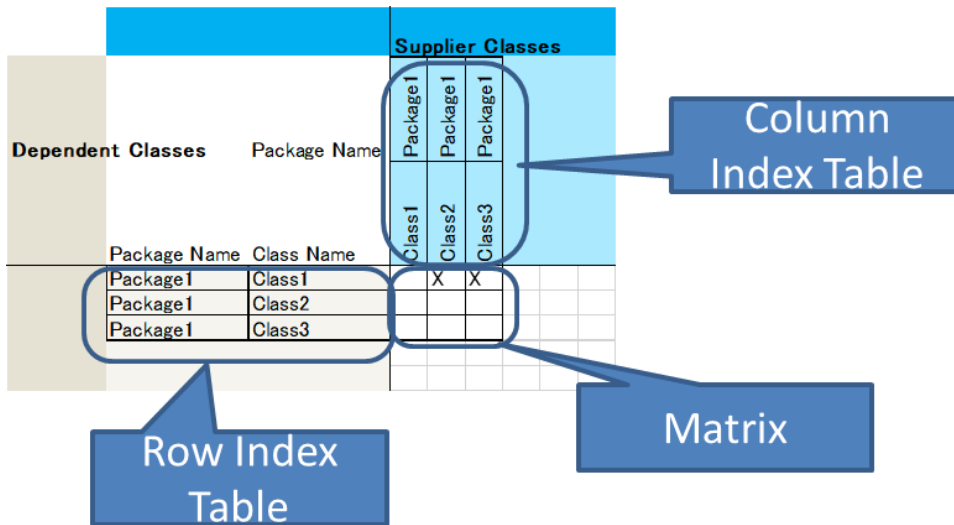 Supplier Classes
Package1 Package1 Package1
Dependent Classes Package Name
Column
Index Table
Class1 Class2 Class3
Package Name Class Name
Package1 Class1 X X
Package1 Class2
Package1 Class3
Matrix
Row Index
Table